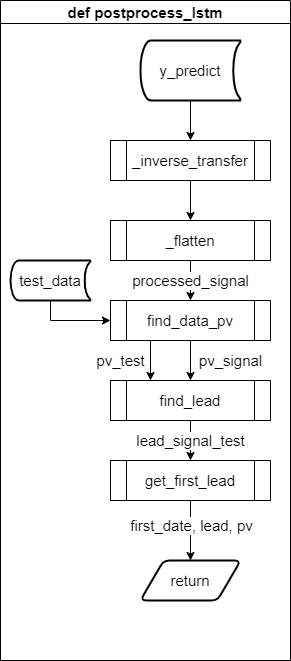 def postprocess_lstm
y_predict
_inverse_transfer
_flatten
processed_signal
test_data
find_data_pv
pv_test
pv_signal
find_lead
lead_signal_test
get_first_lead
first_date, lead, pv
return